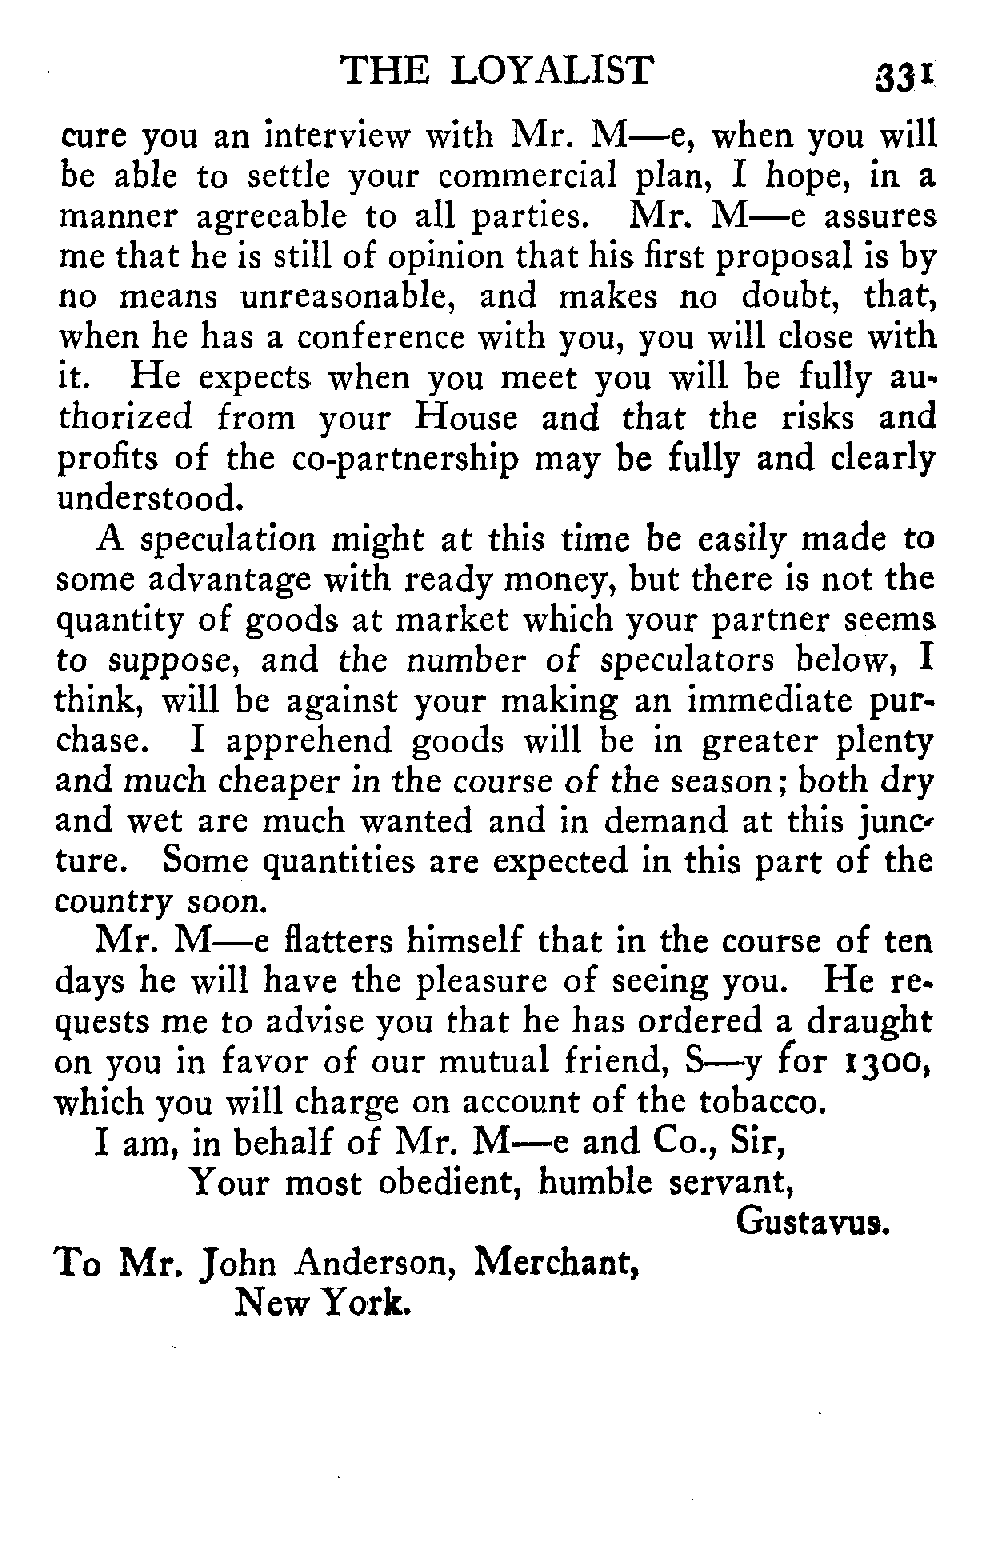 THE LOYALIST 331
cure you an interview with Mr. M—e, when you will
be able to settle your commercial plan, I hope, in a
manner agreeable to all parties. Mr. M—e assures
me that he is still of opinion that his first proposal is by
no means unreasonable, and makes no doubt, that,
when he has a conference with you, you will close with
it. He expects when you meet you will be fully au-
thorized from your House and that the risks and
profits of the co-partnership may be fully and clearly
understood.
A speculation might at this time be easily made to
some advantage with ready money, but there is not the
quantity of goods at market which your partner seems
to suppose, and the number of speculators below, I
think, will be against your making an immediate pur-
chase. I apprehend goods will be in greater plenty
and much cheaper in the course of the season; both dry
and wet are much wanted and in demand at this junc-
ture. Some quantities are expected in this part of the
country soon.
Mr. M—e flatters himself that in the course of ten
days he will have the pleasure of seeing you. He re-
quests me to advise you that he has ordered a draught
on you in favor of our mutual friend, S—y for 1300,
which you will charge on account of the tobacco.
I am, in behalf of Mr. M—e and Co., Sir,
Your most obedient, humble servant,
Gustavus.
To Mr. John Anderson, Merchant,
New York.